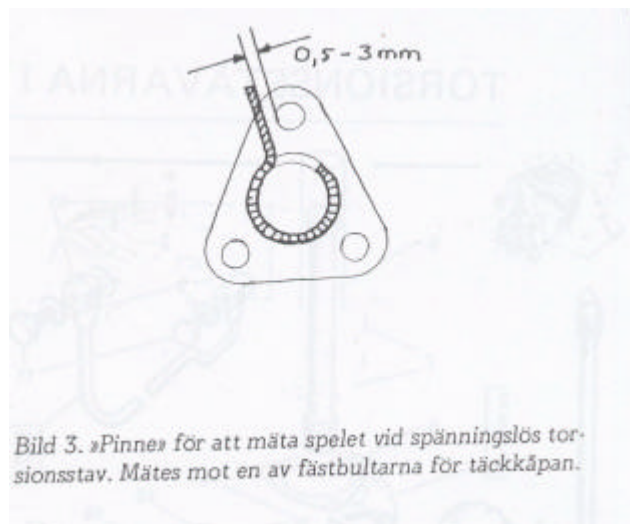 0,5 - 3 mm
Bild 3. »Pinne» för att mäta spelet vid spänningslös tor-
sionsstav. Mätes mot en av fästbultarna för täckkåpan.